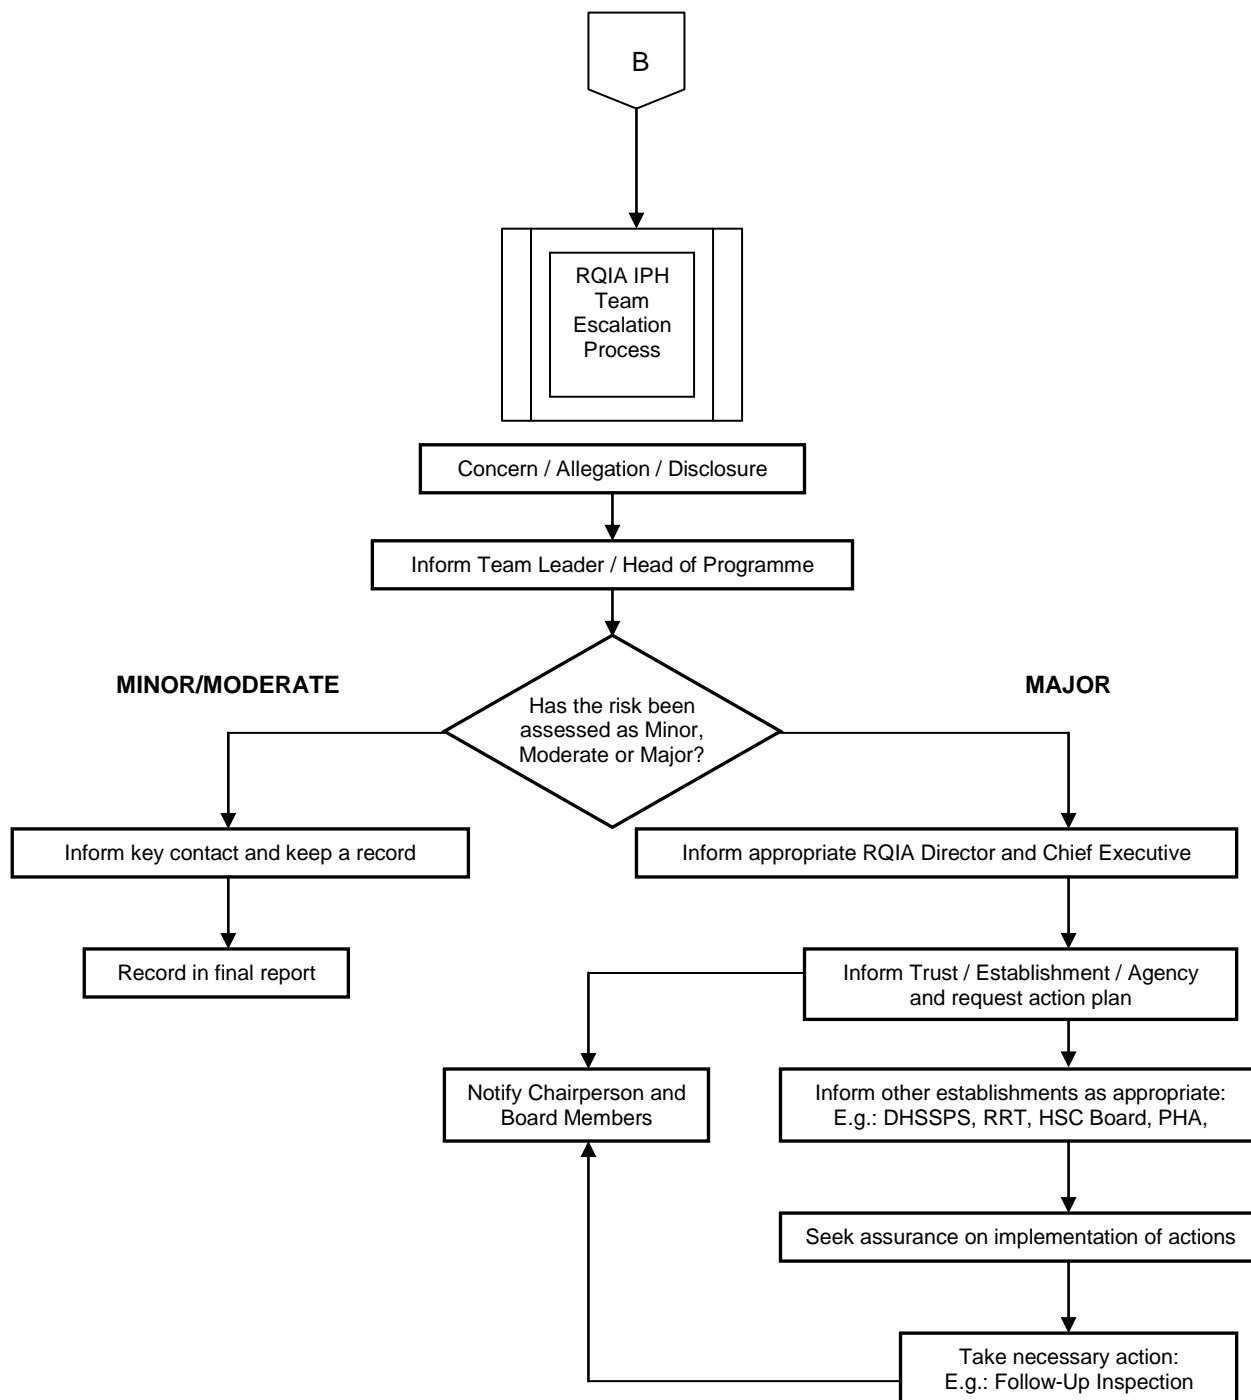 B
RQIA IPH
Team
Escalation
Process
Concern / Allegation / Disclosure
Inform Team Leader / Head of Programme
MINOR/MODERATE
MAJOR
Has the risk been
assessed as Minor,
Moderate or Major?
Inform key contact and keep a record
Inform appropriate RQIA Director and Chief Executive
Record in final report
Inform Trust / Establishment / Agency
and request action plan
Notify Chairperson and
Board Members
Inform other establishments as appropriate:
E.g.: DHSSPS, RRT, HSC Board, PHA,
Seek assurance on implementation of actions
Take necessary action:
E.g.: Follow-Up Inspection